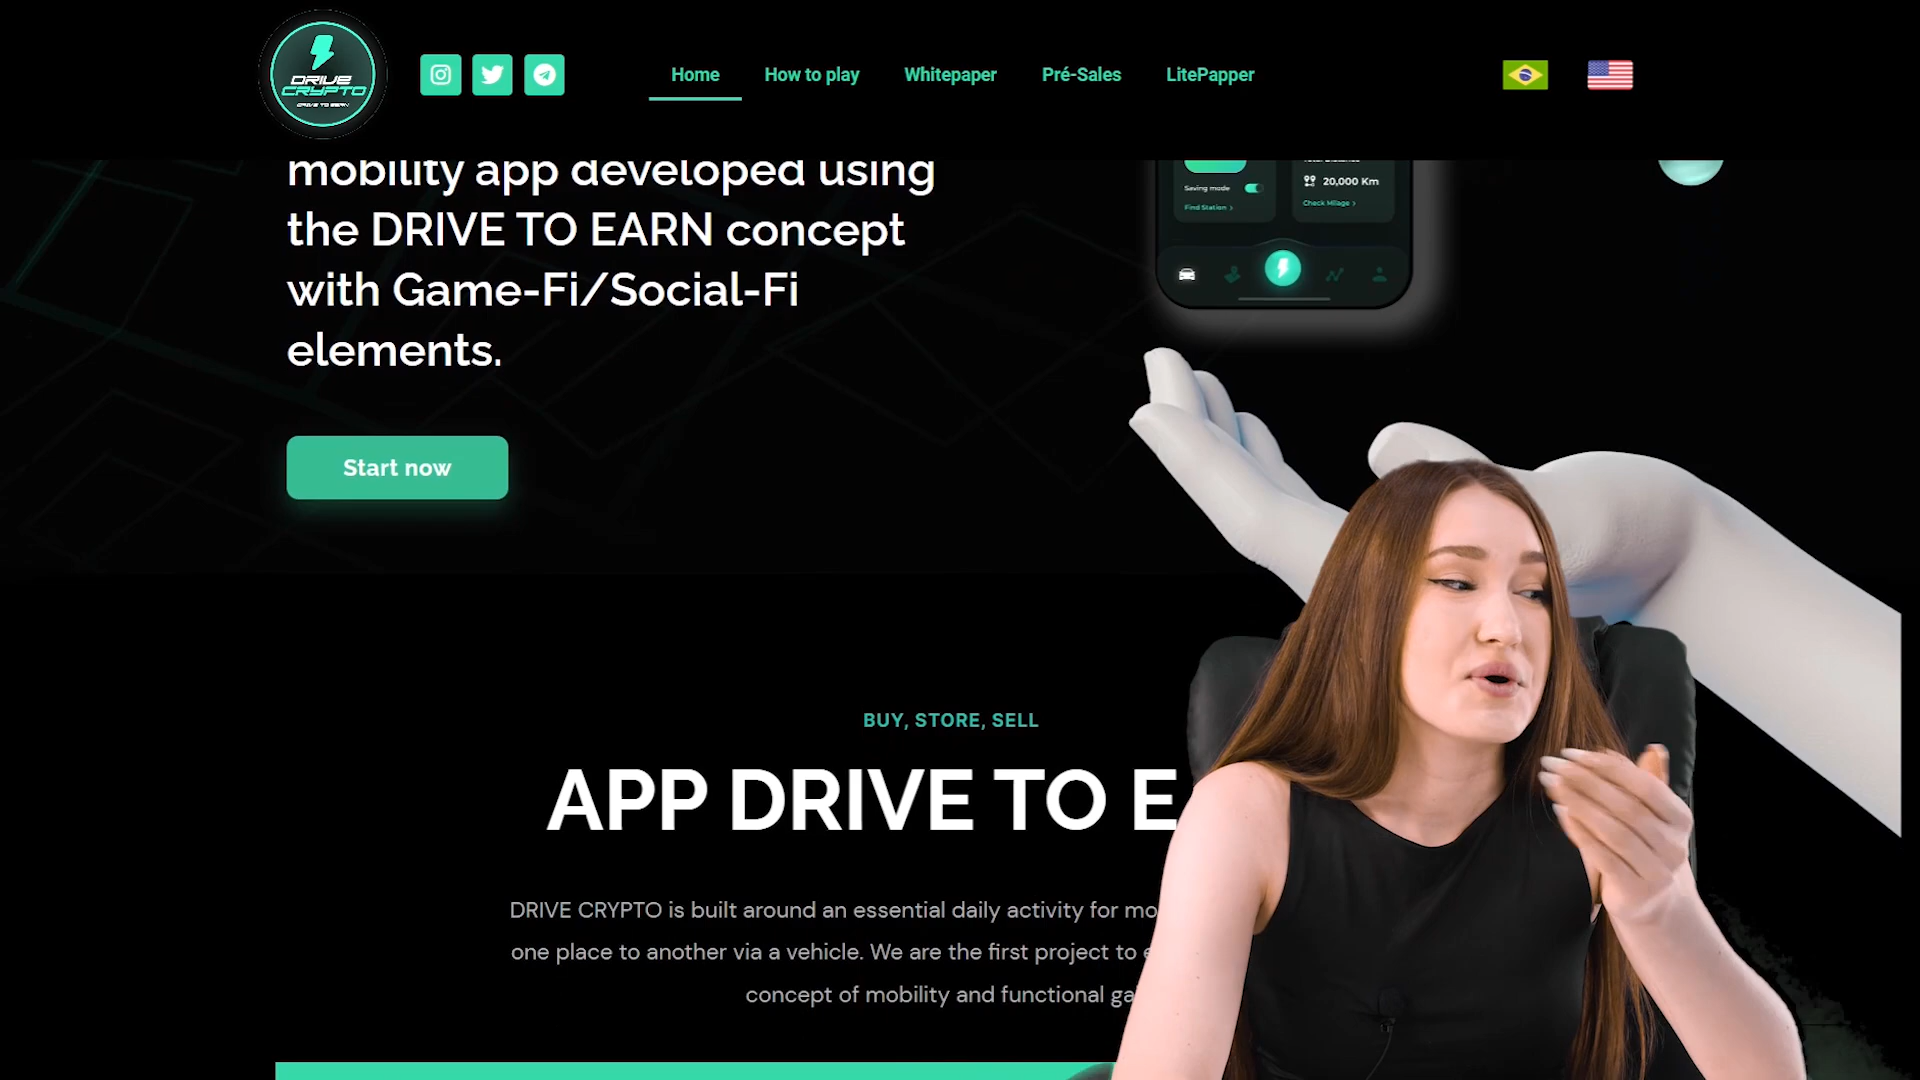 DRIVE
CRYPTO
DRIVE TO EARN
Home
How to play
Whitepaper
Pré-Sales
LitePapper
mobility app developed using
the DRIVE TO EARN concept
with Game-Fi/Social-Fi
elements.
Start now
Saving mode
Find Station >
20,000 Km
Check Milage >
BUY, STORE, SELL
APP DRIVE TO E
DRIVE CRYPTO is built around an essential daily activity for mo
one place to another via a vehicle. We are the first project to
concept of mobility and functional ga